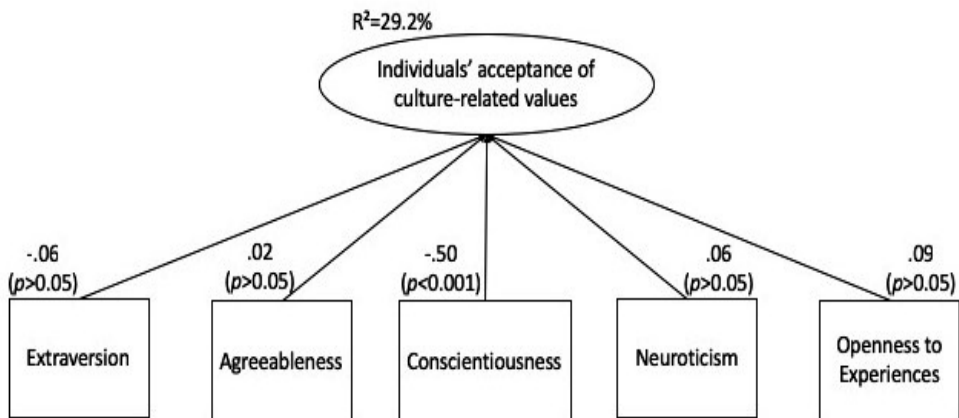 R²=29.2%
Individuals’ acceptance of
culture-related values
-.06
(p>0.05)
.02
(p>0.05)
-.50
(p<0.001)
.06
(p>0.05)
.09
(p>0.05)
Extraversion
Agreeableness
Conscientiousness
Neuroticism
Openness to
Experiences